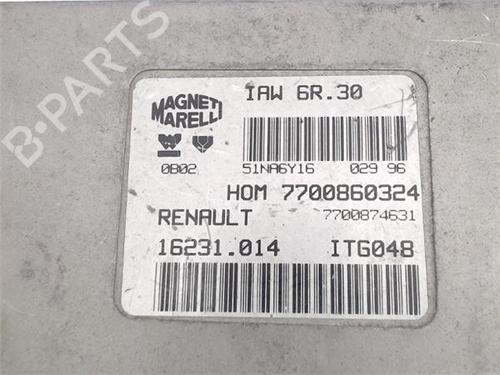 B-PARTS
MAGNETI MARELLI
IAW 6R.30
0B02
51NA6Y16 029 96
HOM 7700860324
RENAULT 7700874631
16231.014 ITG048